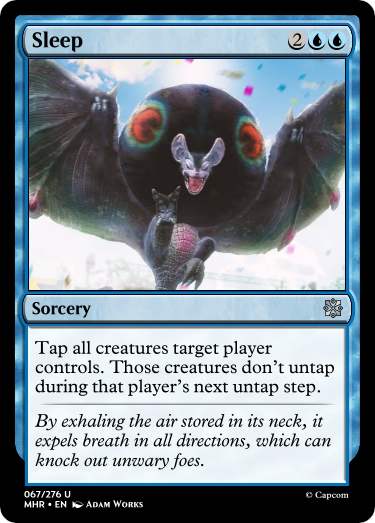 Sleep 2
Sorcery
Tap all creatures target player
controls. Those creatures don't untap
during that player's next untap step.
By exhaling the air stored in its neck, it
expels breath in all directions, which can
knock out unwary foes.
067/276 U
MHR • EN Adam Works
© Capcom